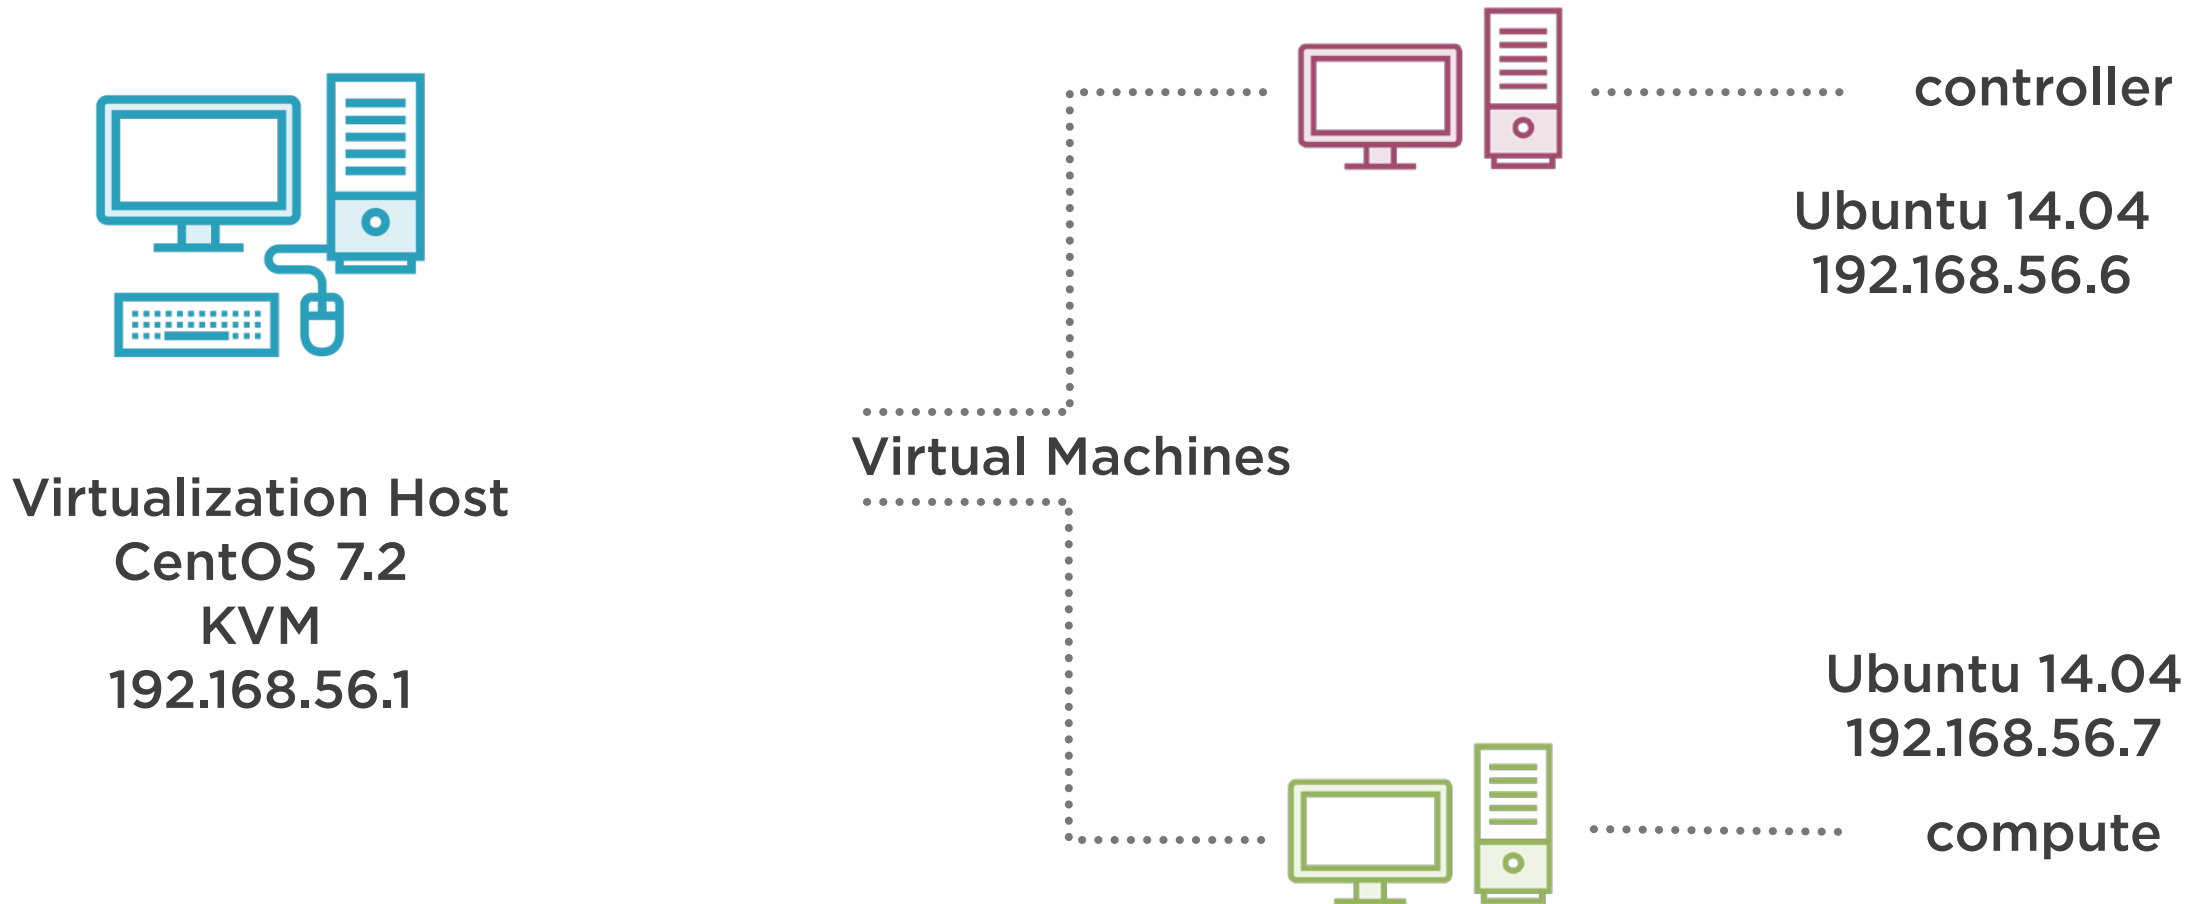 Virtualization Host
CentOS 7.2
KVM
192.168.56.1
Virtual Machines
controller
Ubuntu 14.04
192.168.56.6
Ubuntu 14.04
192.168.56.7
compute